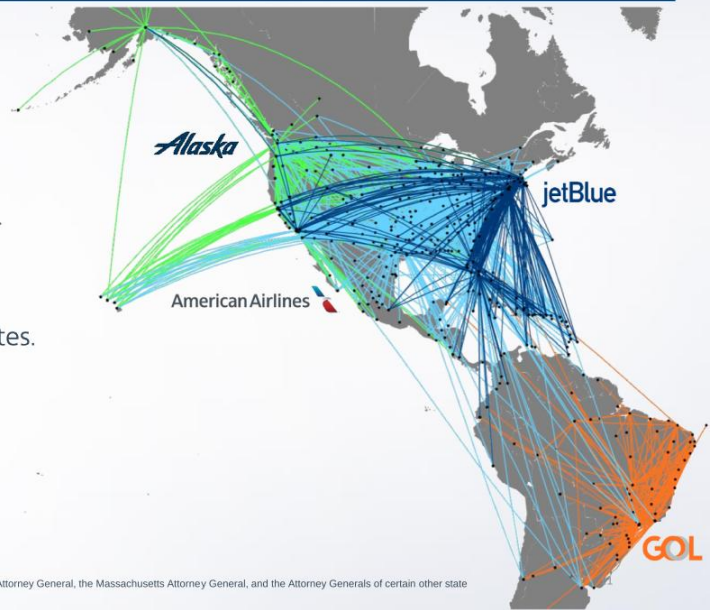 Alaska
jetBlue
American Airlines
tes.
GOL
Attorney General, the Massachusetts Attorney General, and the Attorney Generals of certain other state